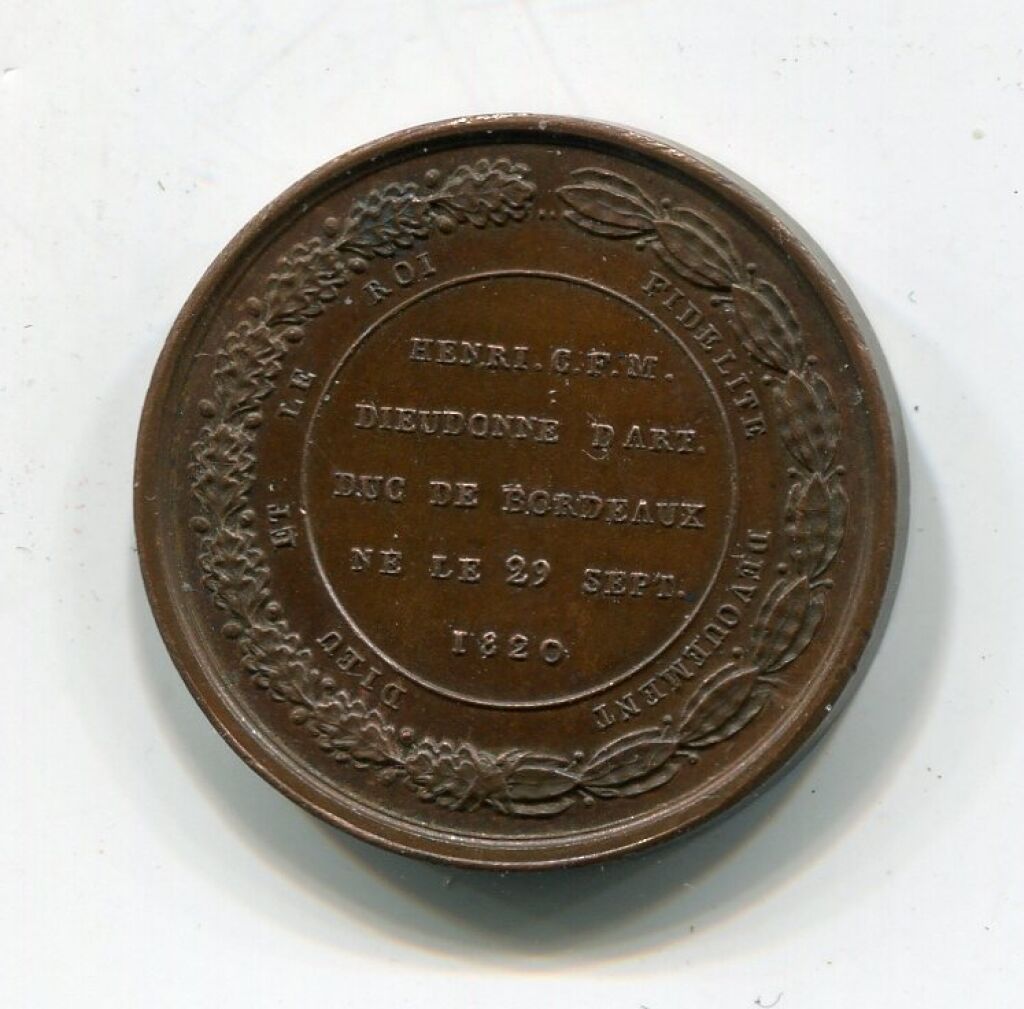 DIEU ET LE ROI FIDELITE DEVOUEMENT
HENRI.C.F.M.
DIEUDONNE D'ART.
DUC DE BORDEAUX
NE LE 29 SEPT.
1820